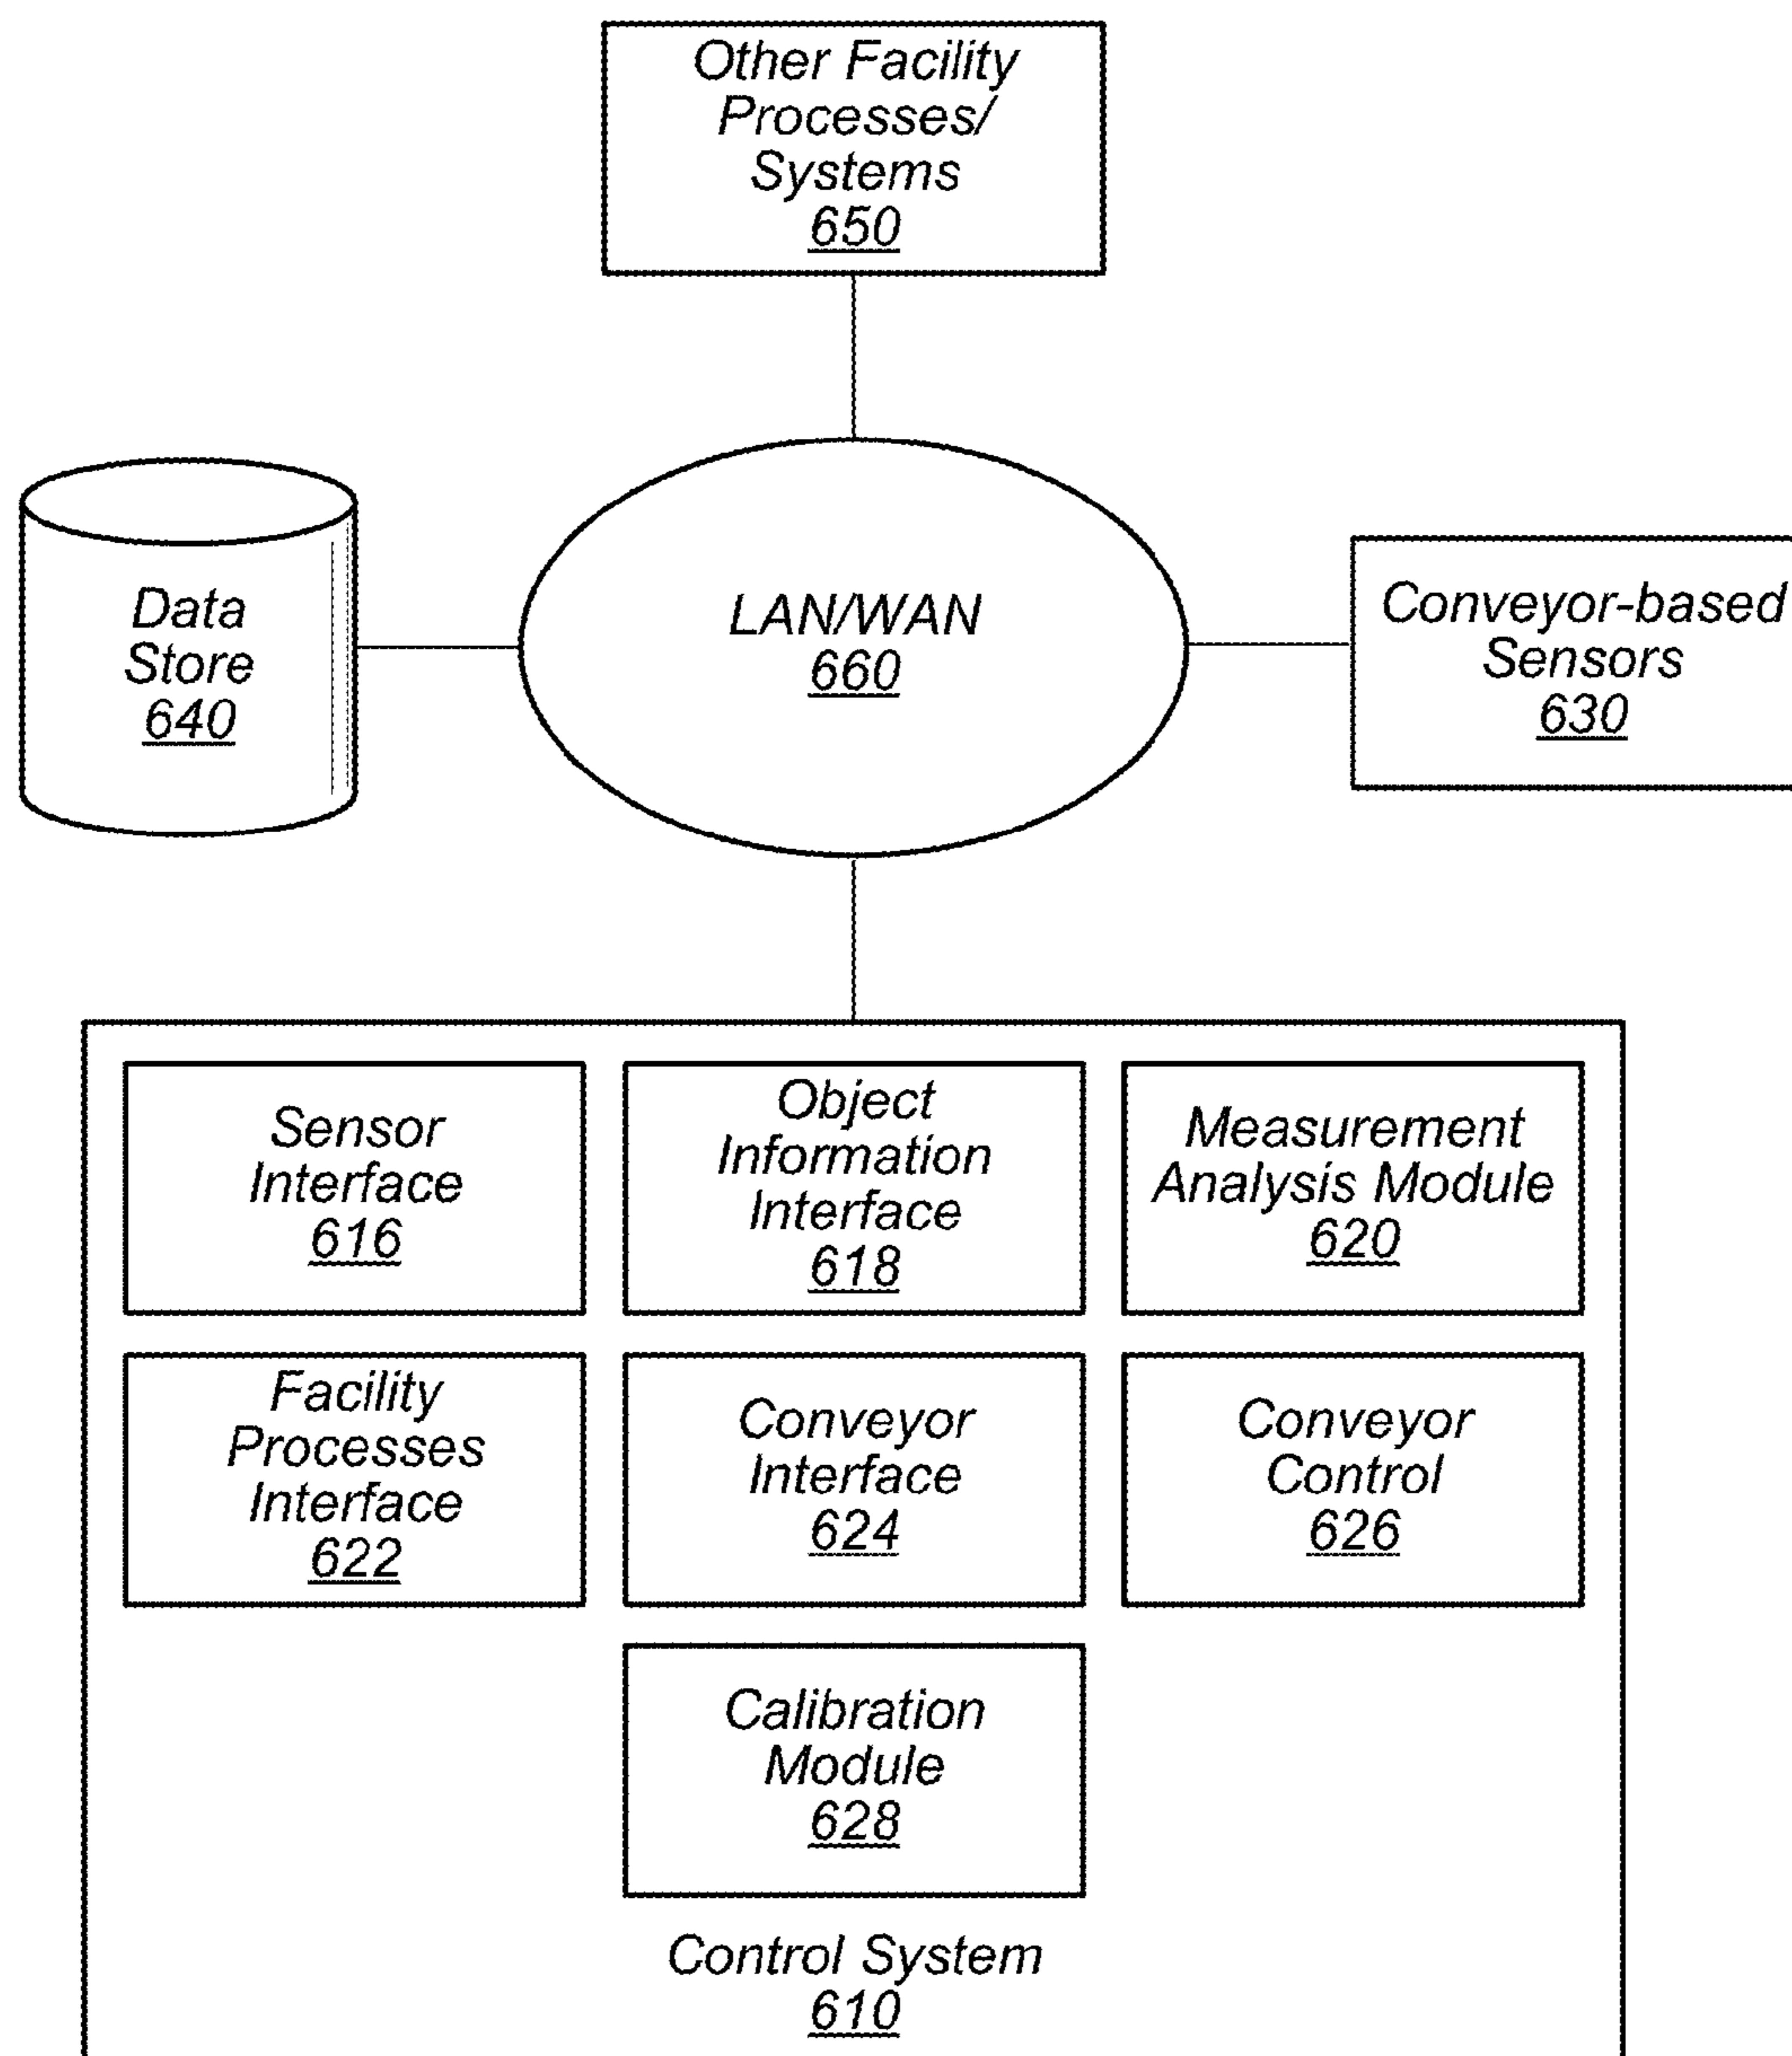 Other Facility
Processes/
Systems
650
Data
Store
640
LAN/WAN
660
Conveyor-based
Sensors
630
Sensor
Interface
616
Object
Information
Interface
618
Measurement
Analysis Module
620
Facility
Processes
Interface
622
Conveyor
Interface
624
Conveyor
Control
626
Calibration
Module
628
Control System
610